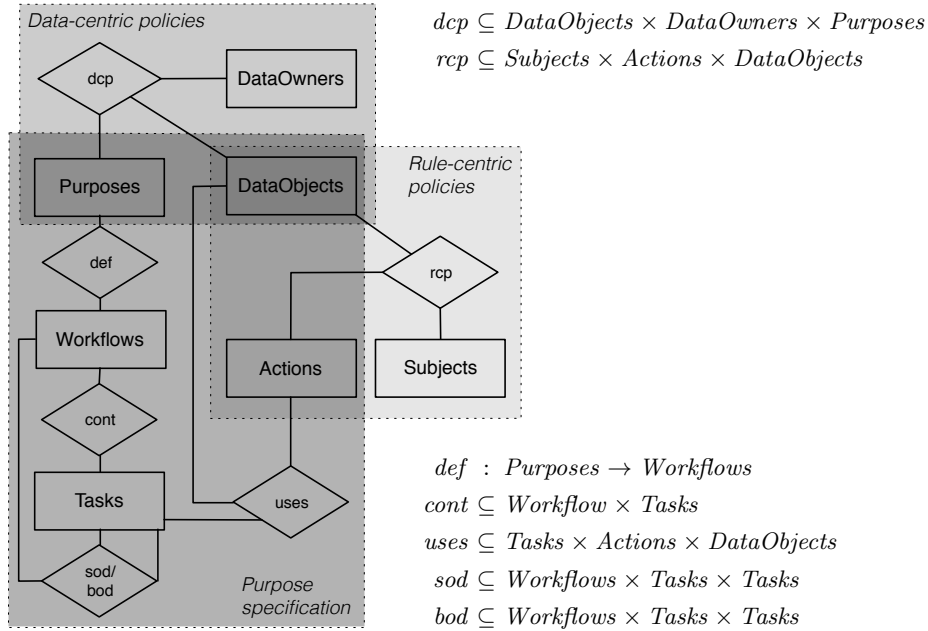 Data-centric policies
dcp
DataOwners
Purposes
DataObjects
Rule-centric
policies
def
rcp
Workflows
Actions
Subjects
cont
Tasks
uses
sod/
bod
Purpose
specification
dcp ⊆ DataObjects × DataOwners × Purposes
rcp ⊆ Subjects × Actions × DataObjects
def : Purposes → Workflows
cont ⊆ Workflow × Tasks
uses ⊆ Tasks × Actions × DataObjects
sod ⊆ Workflows × Tasks × Tasks
bod ⊆ Workflows × Tasks × Tasks